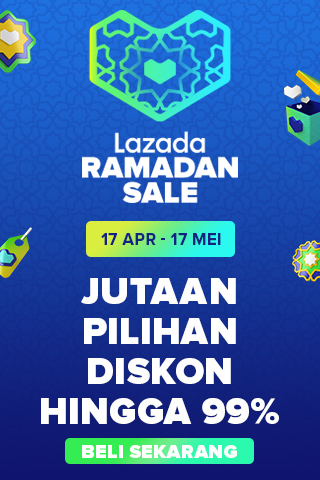 Lazada
RAMADAN
SALE
17 APR - 17 MEI
JUTAAN
PILIHAN
DISKON
HINGGA 99%
BELI SEKARANG